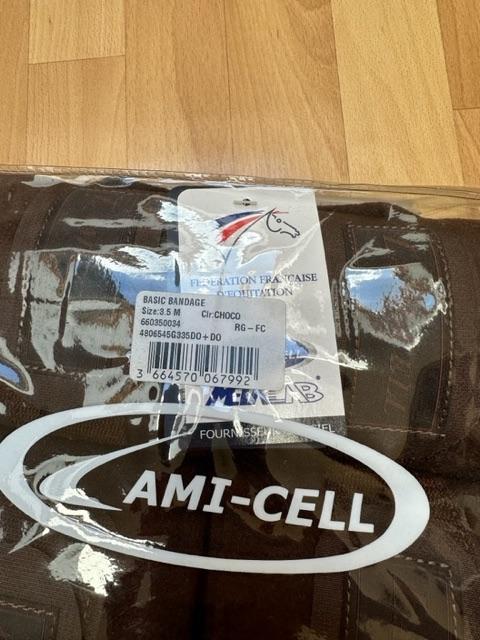 FEDERATION FRANÇAISE
D'EQUITATION
BASIC BANDAGE
Size:3.5 M Clr:CHOCO
660350034 RG-FC
4806545G335DO+DO
3 664570 067992
FOURNISSEUR
AMI-CELL